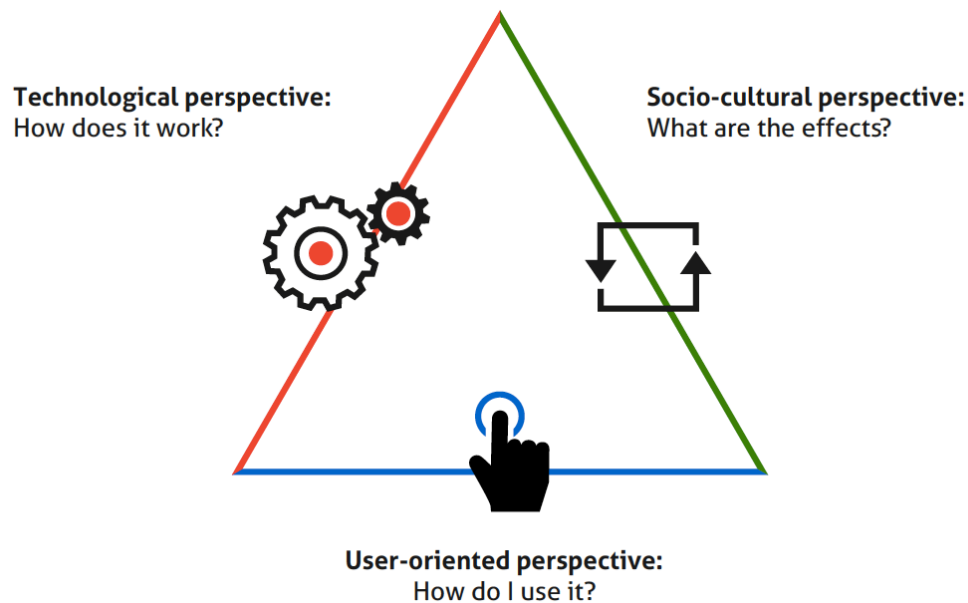 Technological perspective:
How does it work?
Socio-cultural perspective:
What are the effects?
User-oriented perspective:
How do I use it?